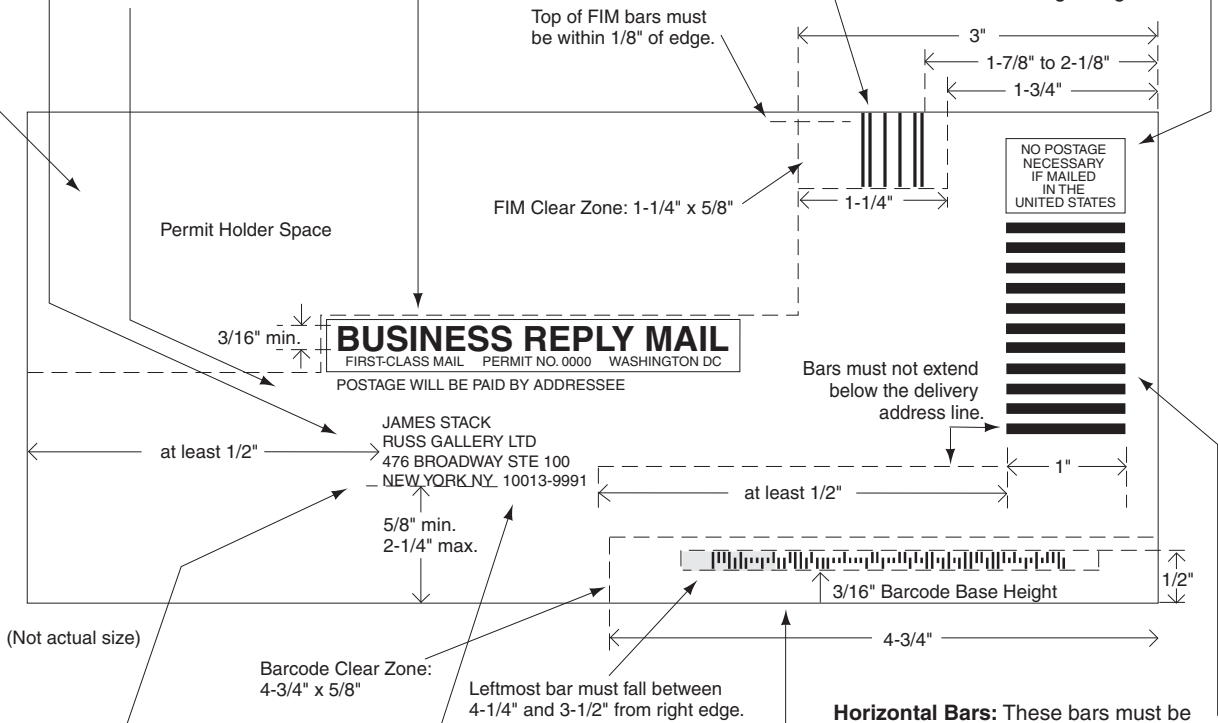 Top of FIM bars must
be within 1/8" of edge.
3"
1-7/8" to 2-1/8"
1-3/4"
NO POSTAGE
NECESSARY
IF MAILED
IN THE
UNITED STATES
FIM Clear Zone: 1-1/4" x 5/8"
1-1/4"
Permit Holder Space
3/16" min.
BUSINESS REPLY MAIL
FIRST-CLASS MAIL PERMIT NO. 0000 WASHINGTON DC
POSTAGE WILL BE PAID BY ADDRESSEE
Bars must not extend
below the delivery
address line.
JAMES STACK
RUSS GALLERY LTD
476 BROADWAY STE 100
NEW YORK NY 10013-9991
at least 1/2"
1"
at least 1/2"
5/8" min.
2-1/4" max.
3/16" Barcode Base Height
1/2"
4-3/4"
(Not actual size)
Barcode Clear Zone:
4-3/4" x 5/8"
Leftmost bar must fall between
4-1/4" and 3-1/2" from right edge.
Horizontal Bars: These bars must be